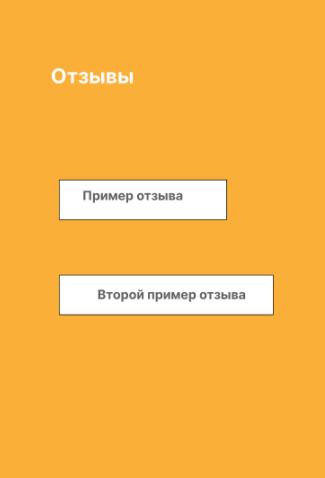 Отзывы
Пример отзыва
Второй пример отзыва